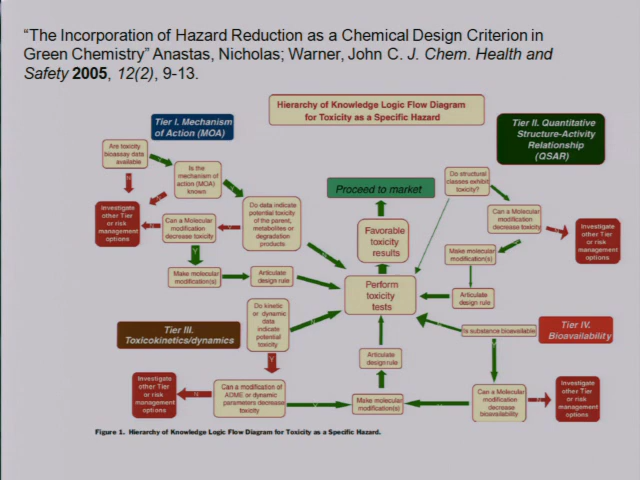 “The Incorporation of Hazard Reduction as a Chemical Design Criterion in
Green Chemistry” Anastas, Nicholas; Warner, John C. J. Chem. Health and
Safety 2005, 12(2), 9-13.
Hierarchy of Knowledge Logic Flow Diagram
for Toxicity as a Specific Hazard
Tier I. Mechanism
of Action (MOA)
Tier II. Quantitative
Structure-Activity
Relationship
(QSAR)
Are toxicity
bioassay data
available
Is the
mechanism of
action (MOA)
known
Investigate
other Tier
or risk
management
options
Can a Molecular
modification
decrease toxicity
Do data indicate
potential toxicity
of the parent,
metabolites or
degradation
products
Make molecular
modification(s)
Articulate
design rule
Proceed to market
Favorable
toxicity
results
Perform
toxicity
tests
Do structural
classes exhibit
toxicity?
Can a Molecular
modification
decrease toxicity
Investigate
other Tier
or risk
management
options
Make molecular
modification(s)
Articulate
design rule
Tier III.
Toxicokinetics/dynamics
Do kinetic
or dynamic
data
indicate
potential
toxicity
Y
Can a modification of
ADME or dynamic
parameters decrease
toxicity
Investigate
other Tier
or risk
management
options
Articulate
design rule
Make molecular
modification(s)
Is substance bioavailable
Tier IV.
Bioavailability
Can a Molecular
modification
decrease
bioavailability
Investigate
other Tier
or risk
management
options
Figure 1. Hierarchy of Knowledge Logic Flow Diagram for Toxicity as a Specific Hazard.